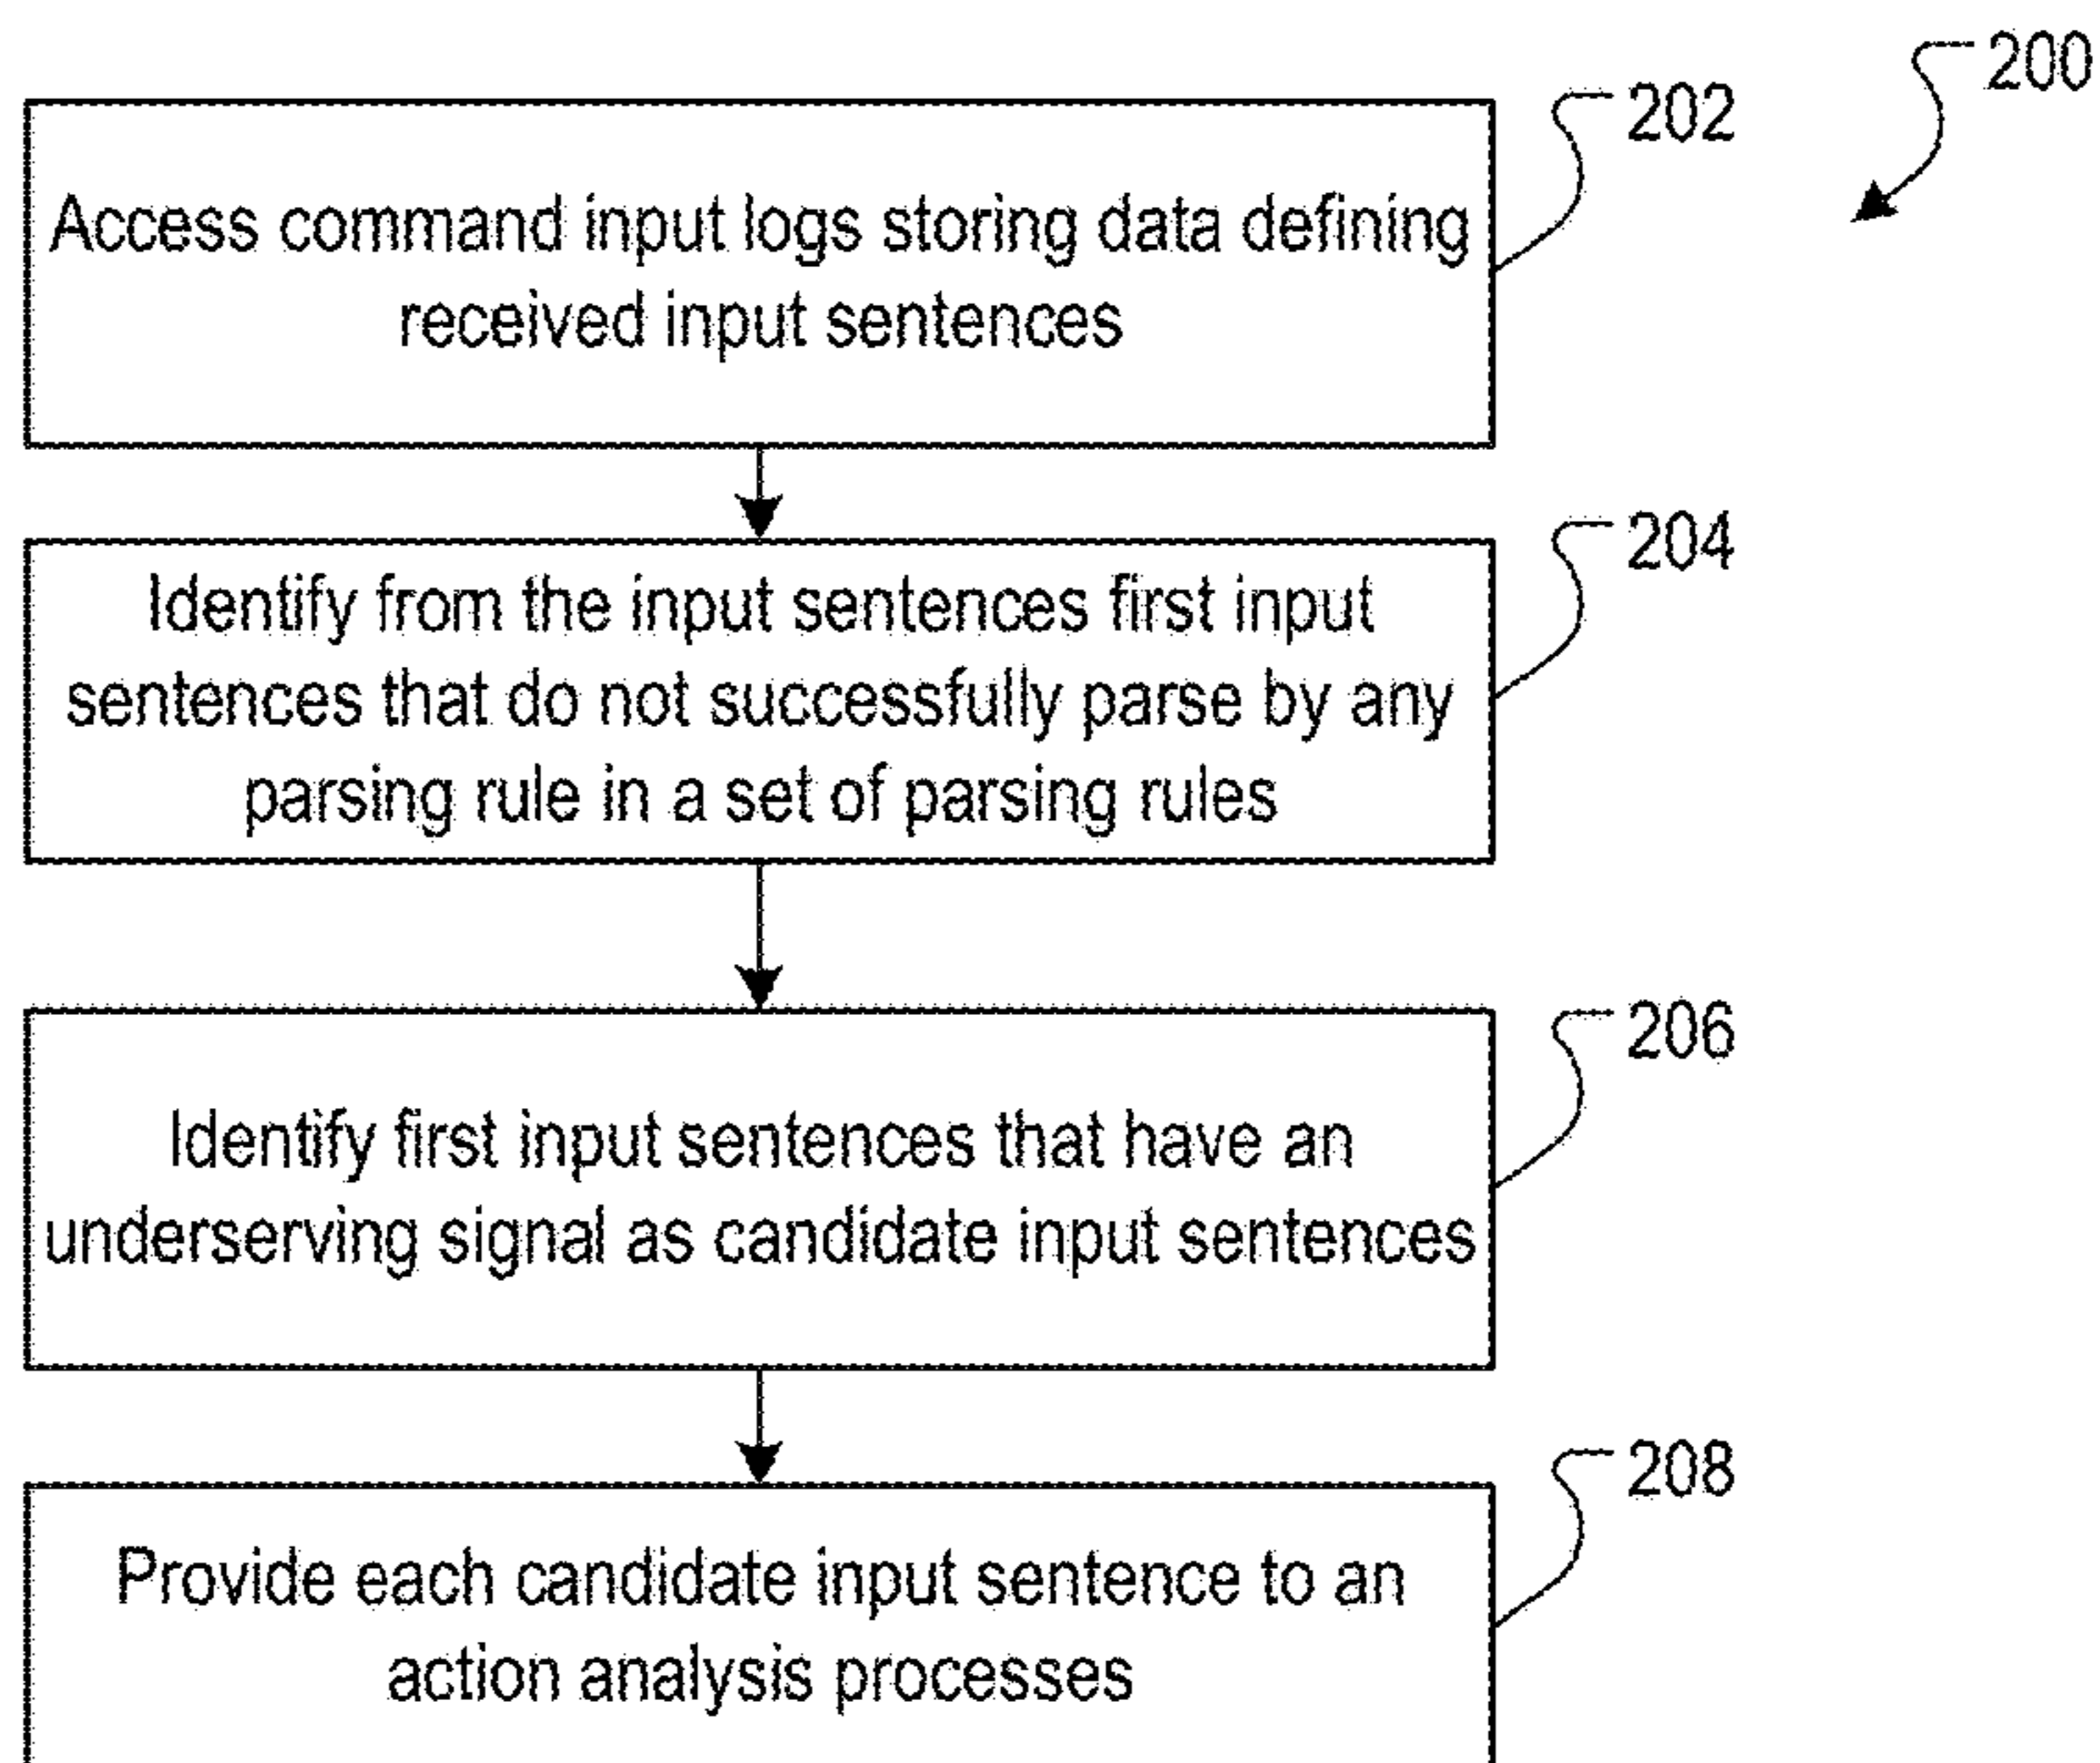 200
202
Access command input logs storing data defining
received input sentences
204
Identify from the input sentences first input
sentences that do not successfully parse by any
parsing rule in a set of parsing rules
206
Identify first input sentences that have an
underserving signal as candidate input sentences
208
Provide each candidate input sentence to an
action analysis processes